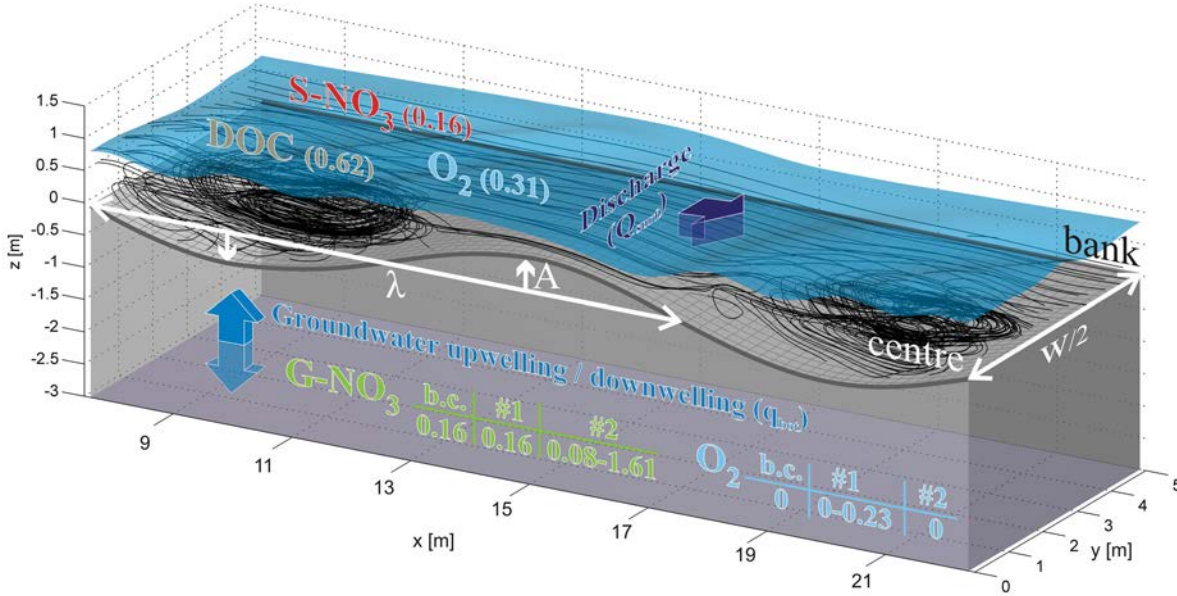 1.5
1
0.5
0
-0.5
-1
-1.5
-2
-2.5
-3
z [m]
S-NO3 (0.16)
DOC (0.62)
O2 (0.31)
Discharge
bank
A
λ
centre
W/2
Groundwater upwelling / downwelling (qbot)
G-NO3
b.c. #1 #2
0.16 0.16 0.08-1.61
O2
b.c. #1 #2
0 0-0.23 0
9
11
13
15
17
19
21
x [m]
0
1
2
3
4
5
y [m]